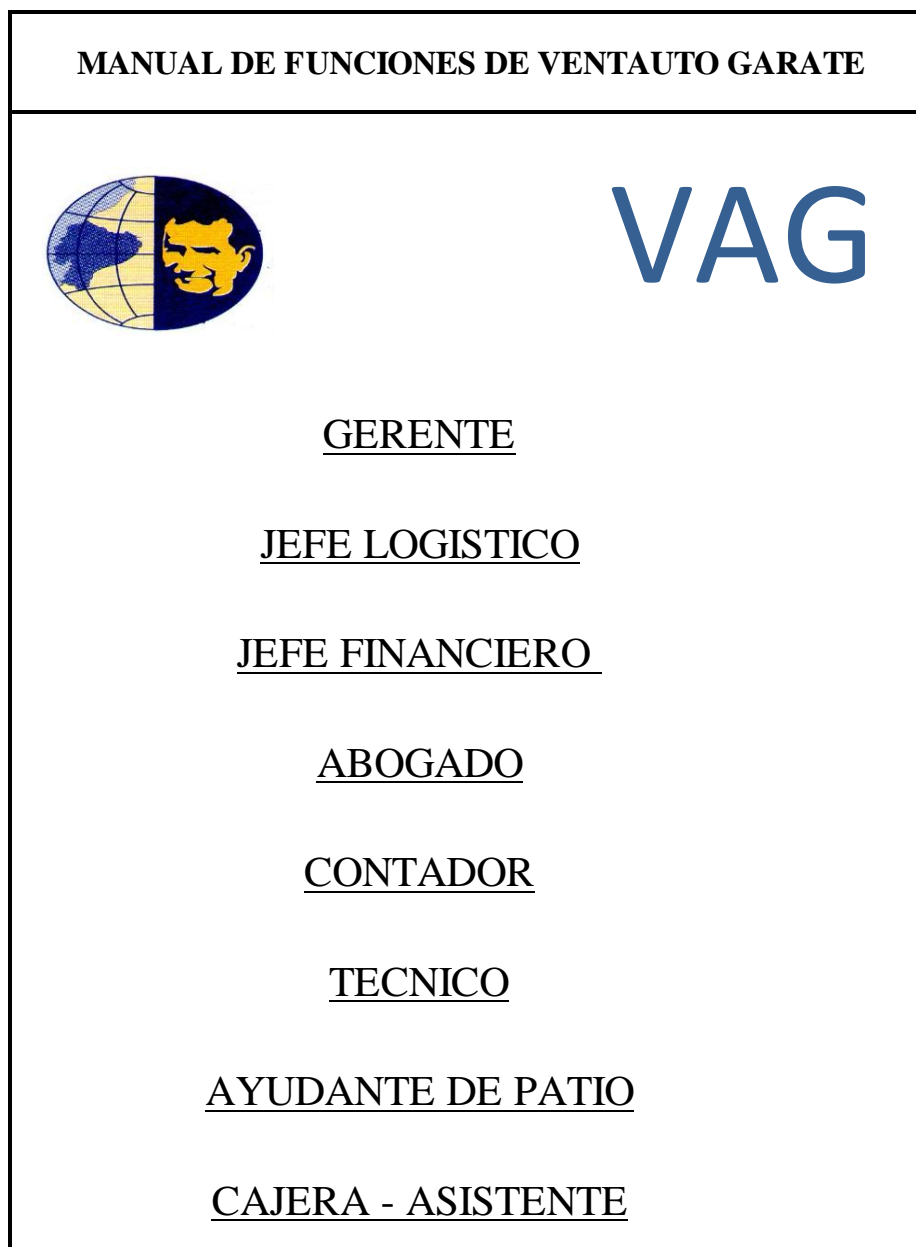 MANUAL DE FUNCIONES DE VENTAUTO GARATE
VAG
GERENTE
JEFE LOGISTICO
JEFE FINANCIERO
ABOGADO
CONTADOR
TECNICO
AYUDANTE DE PATIO
CAJERA - ASISTENTE